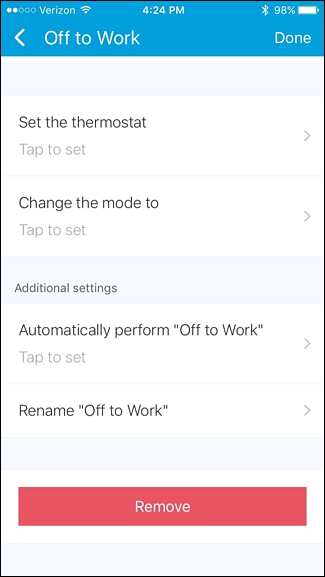 Verizon 4:24 PM 98%
Off to Work Done
Set the thermostat
Tap to set
Change the mode to
Tap to set
Additional settings
Automatically perform "Off to Work"
Tap to set
Rename "Off to Work"
Remove